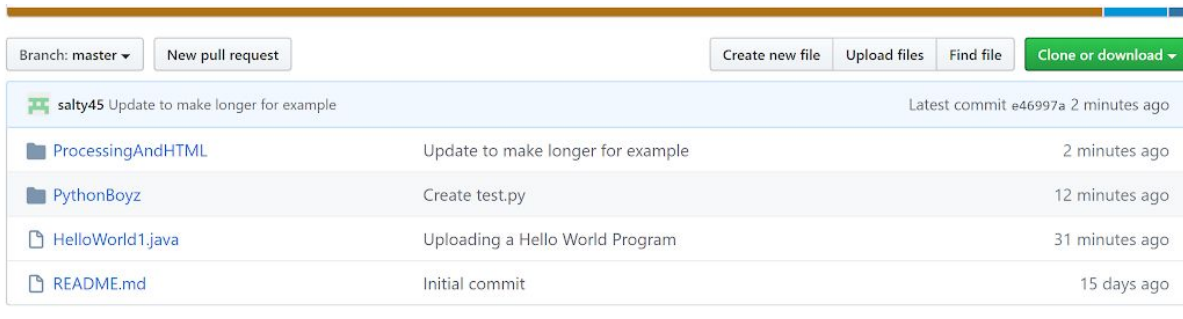 Branch: master New pull request Create new file Upload files Find file Clone or download
salty45 Update to make longer for example Latest commit e46997a 2 minutes ago
ProcessingAndHTML Update to make longer for example 2 minutes ago
PythonBoyz Create test.py 12 minutes ago
HelloWorld1.java Uploading a Hello World Program 31 minutes ago
README.md Initial commit 15 days ago